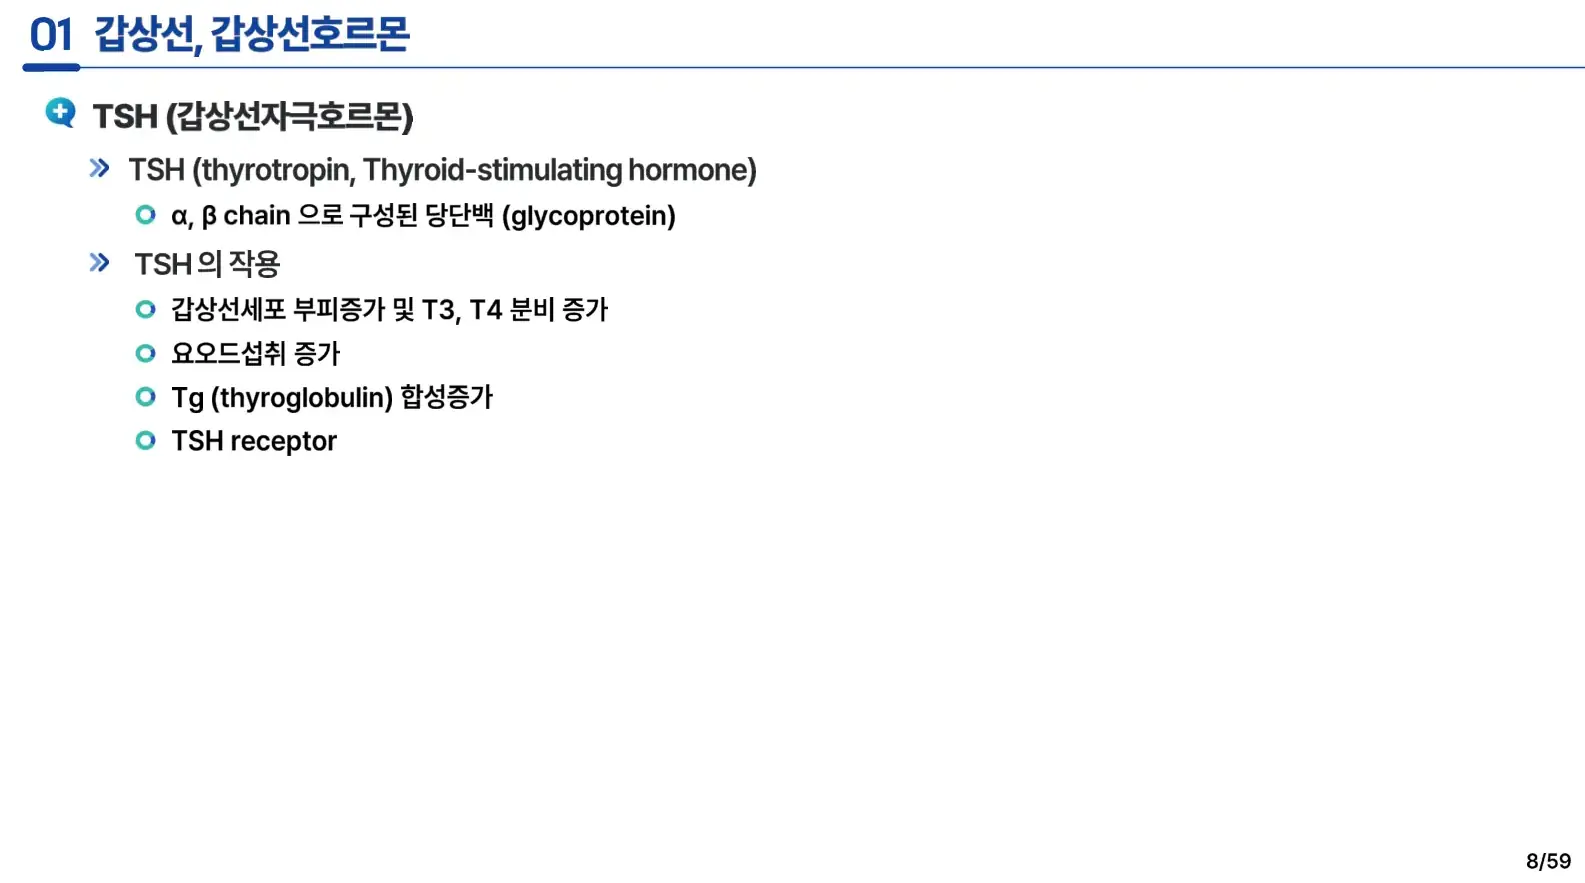 01 갑상선, 갑상선호르몬
TSH (갑상선자극호르몬)
TSH (thyrotropin, Thyroid-stimulating hormone)
α, β chain 으로 구성된 당단백 (glycoprotein)
TSH 의 작용
갑상선세포 부피증가 및 T3, T4 분비 증가
요오드섭취 증가
Tg (thyroglobulin) 합성증가
TSH receptor
8/59